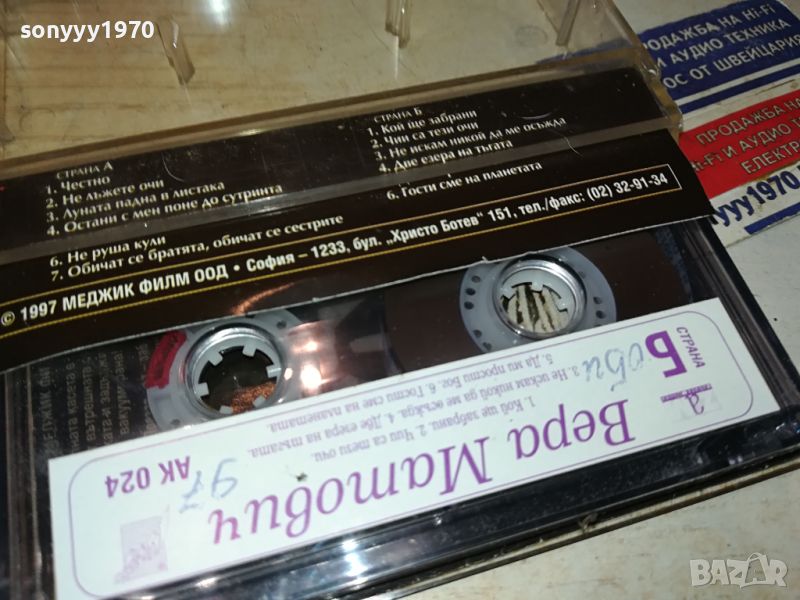 sonyyy1970
СТРАНА А
1. Честно
2. Не лъжете очи
3. Луната падна в листака
4. Остани с мен поне до сутринта
6. Не руша кули
7. Обичат се братята, обичат се сестрите
СТРАНА Б
1. Кой ще забрани
2. Чии са тези очи
3. Не искам никой да ме осъжда
4. Две езера на тъгата
6. Гости сме на планетата
© 1997 МЕДЖИК ФИЛМ ООД • София – 1233, бул. „Христо Ботев" 151, тел./факс: (02) 32-91-34
ПРОДАЖБА НА HI-FI
И АУДИО ТЕХНИКА
ОС ОТ ШВЕЙЦАРИЯ
ПРОДАЖБА НА
HI-FI И АУДИО
ЕЛЕКТР
yyy1970
СТРАНА
Б
Вера Матович
1. Кой ще забрани. 2. Чии са тези очи.
3. Не искам никой да ме осъжда. 4. Две езера на тъгата.
5. Да ми прости Бог. 6. Гости сме на планетата.
АК 024
97
BAZAR